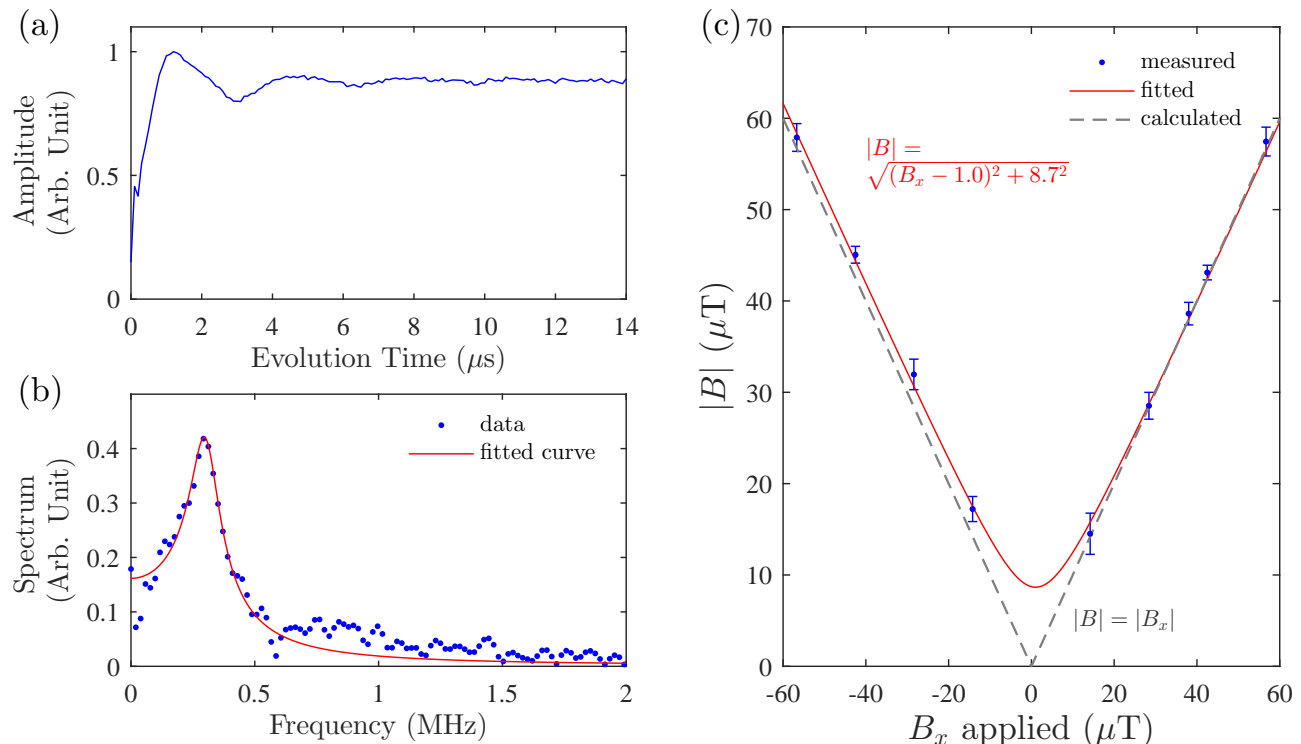 (a)
1
0.5
0
Amplitude
(Arb. Unit)
0 2 4 6 8 10 12 14
Evolution Time (μs)
(b)
0.4
0.3
0.2
0.1
0
Spectrum
(Arb. Unit)
data
fitted curve
0 0.5 1 1.5 2
Frequency (MHz)
(c)
70
60
50
40
30
20
10
0
|B| (μT)
measured
fitted
calculated
|B| =
√(B_x − 1.0)² + 8.7²
|B| = |B_x|
-60 -40 -20 0 20 40 60
B_x applied (μT)